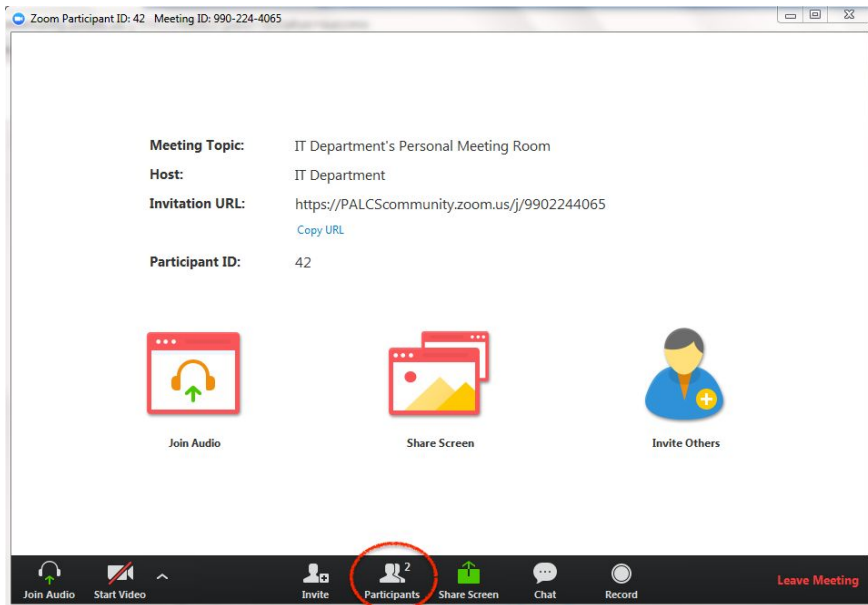 Zoom Participant ID: 42 Meeting ID: 990-224-4065
Meeting Topic: IT Department's Personal Meeting Room
Host: IT Department
Invitation URL: https://PALCScommunity.zoom.us/j/9902244065
Copy URL
Participant ID: 42
Join Audio Share Screen Invite Others
2
Join Audio Start Video Invite Participants Share Screen Chat Record Leave Meeting